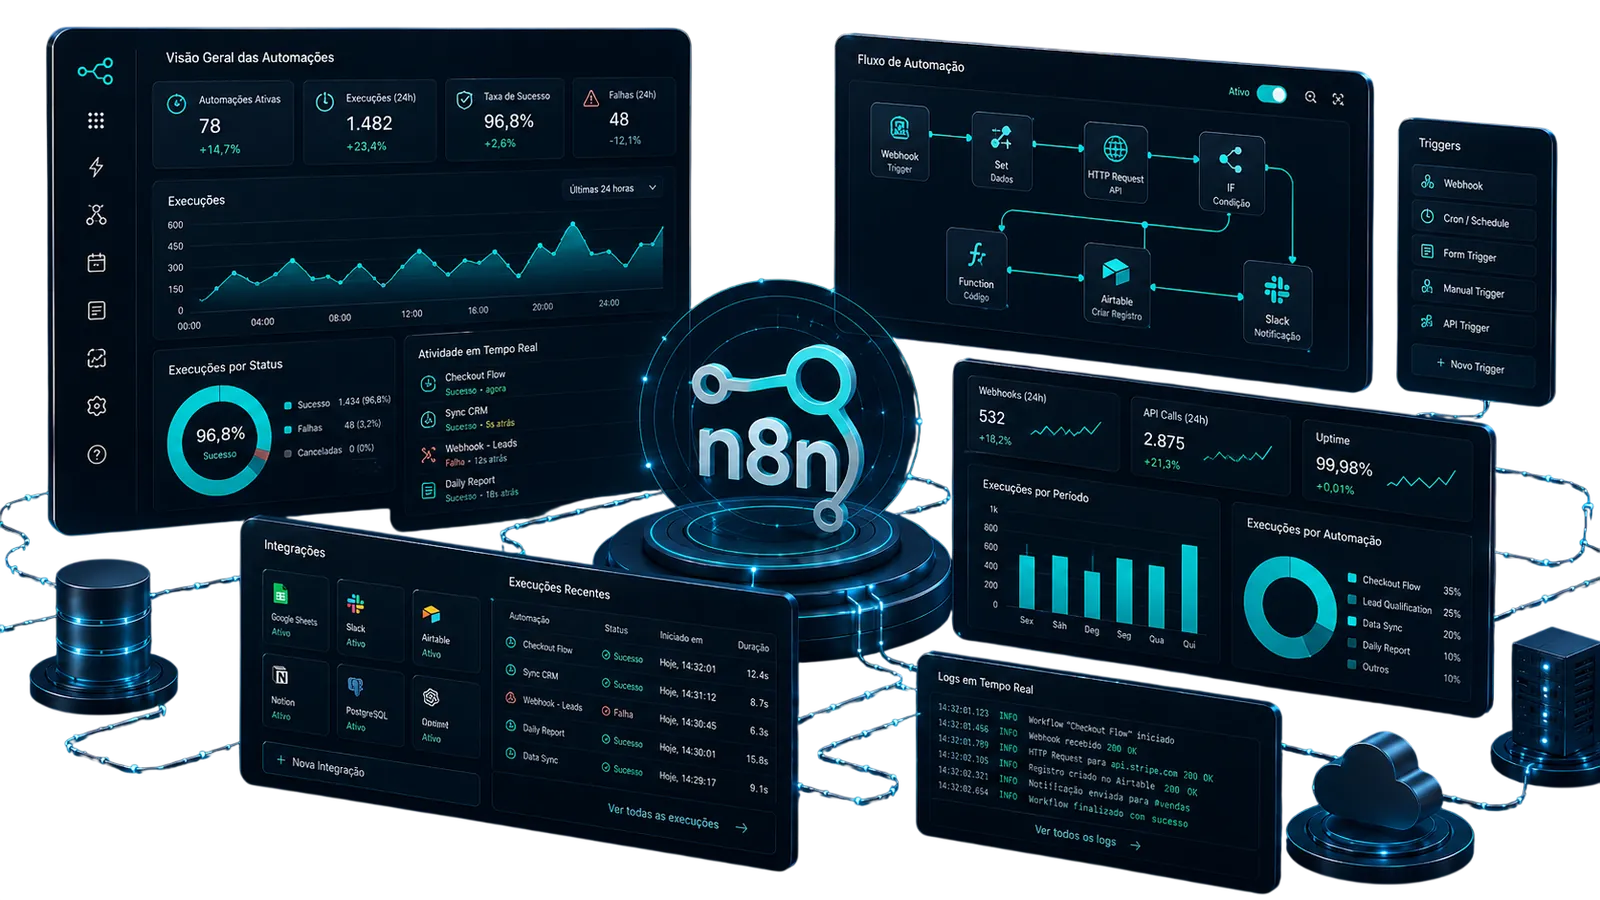 Visão Geral das Automações
Automações Ativas
78
+14,7%
Execuções (24h)
1.482
+23,4%
Taxa de Sucesso
96,8%
+2,6%
Falhas (24h)
48
-12,1%
Execuções
Últimas 24 horas
600
450
300
150
0
00:00
04:00
08:00
12:00
16:00
20:00
24:00
Execuções por Status
96,8%
Sucesso
Sucesso 1,434 (96,8%)
Falhas 48 (3,2%)
Canceladas 0 (0%)
Atividade em Tempo Real
Checkout Flow
Sucesso • agora
Sync CRM
Sucesso • 5s atrás
Webhook - Leads
Falha • 12s atrás
Daily Report
Sucesso • 18s atrás
n8n
Fluxo de Automação
Ativo
Webhook
Trigger
Set
Dados
HTTP Request
API
IF
Condição
Function
Código
Airtable
Criar Registro
Slack
Notificação
Triggers
Webhook
Cron / Schedule
Form Trigger
Manual Trigger
API Trigger
+ Novo Trigger
Webhooks (24h)
532
+18,2%
API Calls (24h)
2.875
+21,3%
Uptime
99,98%
+0,01%
Execuções por Período
1k
800
600
400
200
0
Sex
Sáh
Deg
Seg
Qua
Qui
Execuções por Automação
Checkout Flow 35%
Lead Qualification 25%
Data Sync 20%
Daily Report 10%
Outros 10%
Integrações
Google Sheets
Ativo
Slack
Ativo
Airtable
Ativo
Notion
Ativo
PostgreSQL
Ativo
Ativo
+ Nova Integração
Execuções Recentes
Automação Status Iniciado em Duração
Checkout Flow Sucesso Hoje, 14:32:01 12.4s
Sync CRM Sucesso Hoje, 14:31:12 8.7s
Webhook - Leads Falha Hoje, 14:30:45 6.3s
Daily Report Sucesso Hoje, 14:30:01 15.8s
Data Sync Sucesso Hoje, 14:29:17 9.1s
Ver todas as execuções →
Logs em Tempo Real
14:32:01.123 INFO Workflow "Checkout Flow" iniciado
14:32:01.456 INFO Webhook recebido 200 OK
14:32:01.789 INFO HTTP Request para api.stripe.com 200 OK
14:32:02.105 INFO Registro criado no Airtable 200 OK
14:32:02.321 INFO Notificação enviada para #vendas
14:32:02.654 INFO Workflow finalizado con sucesso
Ver todos os logs →